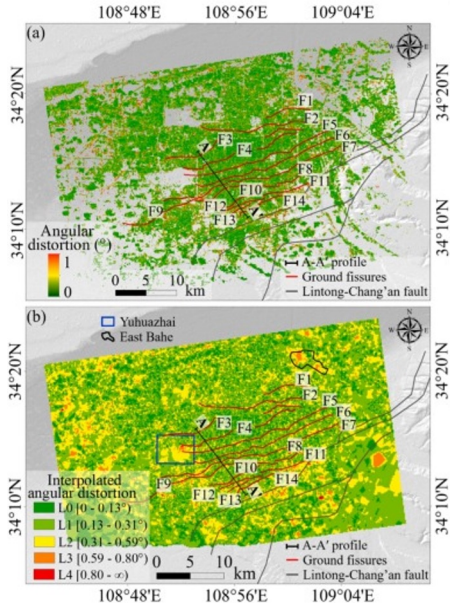 108°48'E 108°56'E 109°04'E
(a)
34°20'N
34°20'N
F1
F2
F5
F3
F6
F4
F7
F8
F10
F11
F9
F12
F14
F13
34°10'N
34°10'N
Angular
distortion (°)
1
0
0 5 10
km
A-A′ profile
Ground fissures
Lintong-Chang'an fault
(b)
Yuhuazhai
East Bahe
34°20'N
34°20'N
F1
F2
F5
F3
F6
F4
F7
F8
F10
F11
F9
F12
F14
F13
34°10'N
34°10'N
Interpolated
angular distortion
L0 [0 - 0.13°)
L1 [0.13 - 0.31°)
L2 [0.31 - 0.59°)
L3 [0.59 - 0.80°)
L4 [0.80 - ∞)
0 5 10
km
A-A′ profile
Ground fissures
Lintong-Chang'an fault
108°48'E 108°56'E 109°04'E